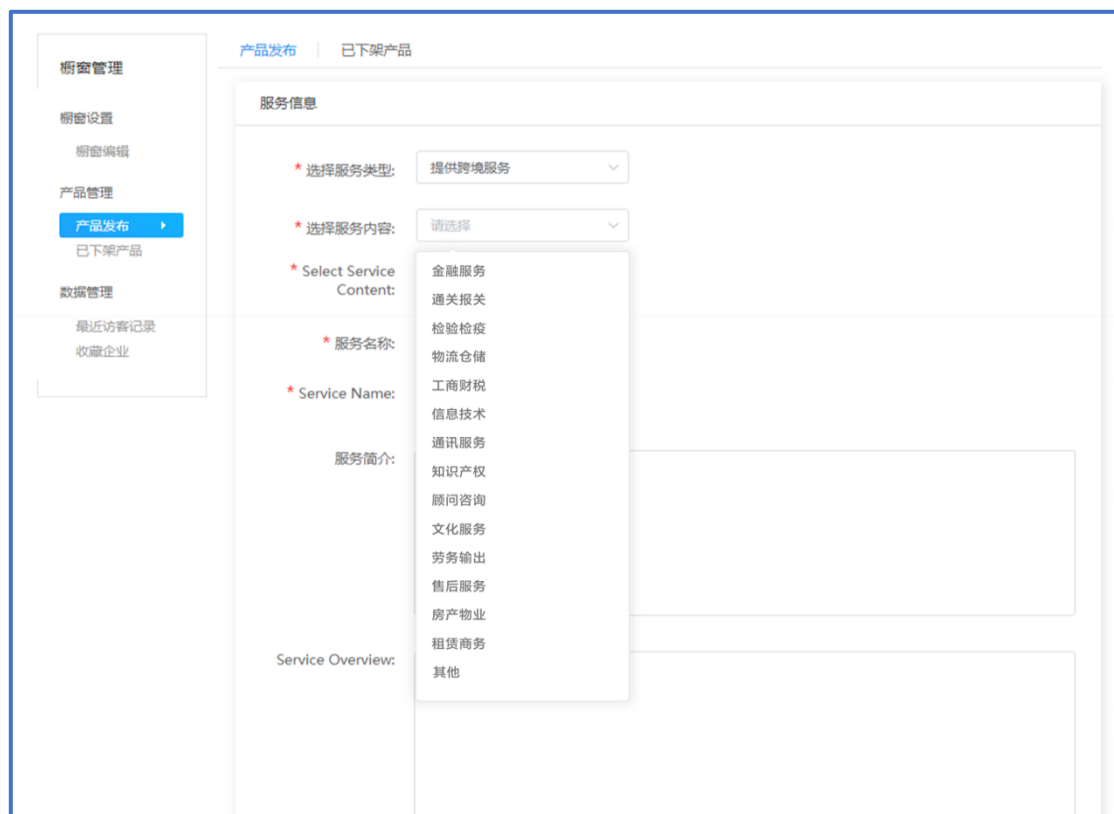 橱窗管理
橱窗设置
橱窗编辑
产品管理
产品发布
已下架产品
数据管理
最近访客记录
收藏企业
产品发布
已下架产品
服务信息
* 选择服务类型:
提供跨境服务
* 选择服务内容:
请选择
* Select Service
Content:
* 服务名称:
* Service Name:
服务简介:
Service Overview:
金融服务
通关报关
检验检疫
物流仓储
工商财税
信息技术
通讯服务
知识产权
顾问咨询
文化服务
劳务输出
售后服务
房产物业
租赁商务
其他